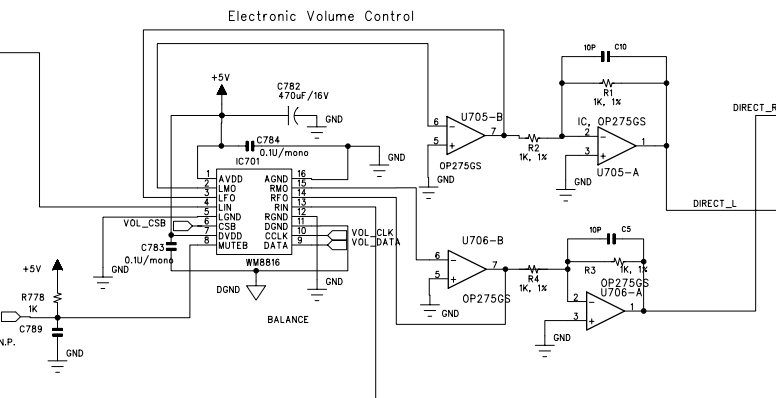 Electronic Volume Control
+5V
C782
470uF/16V
GND
C784
0.1U/mono
GND
IC701
1 AVDD AGND 16
2 LMO RMO 15
3 LFO RFO 14
4 LIN RIN 13
5 LGND RGND 12
6 CSB DGND 11
7 DVDD CCLK 10
8 MUTEB DATA 9
WM8816
VOL_CSB
VOL_CLK
VOL_DATA
C783
0.1U/mono
GND
DGND
GND
BALANCE
+5V
R778
1K
C789
N.P.
GND
U705-B
6
5
7
OP275GS
GND
R2
1K, 1%
10P C10
R1
1K, 1%
IC, OP275GS
2
3
1
U705-A
GND
DIRECT_R
DIRECT_L
U706-B
6
5
7
OP275GS
GND
R4
1K, 1%
10P C5
R3 1K, 1%
OP275GS
U706-A
2
3
1
GND